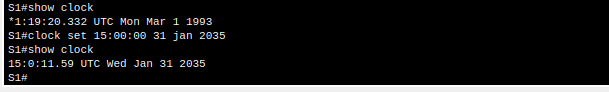 S1#show clock
*1:19:20.332 UTC Mon Mar 1 1993
S1#clock set 15:00:00 31 jan 2035
S1#show clock
15:0:11.59 UTC Wed Jan 31 2035
S1#